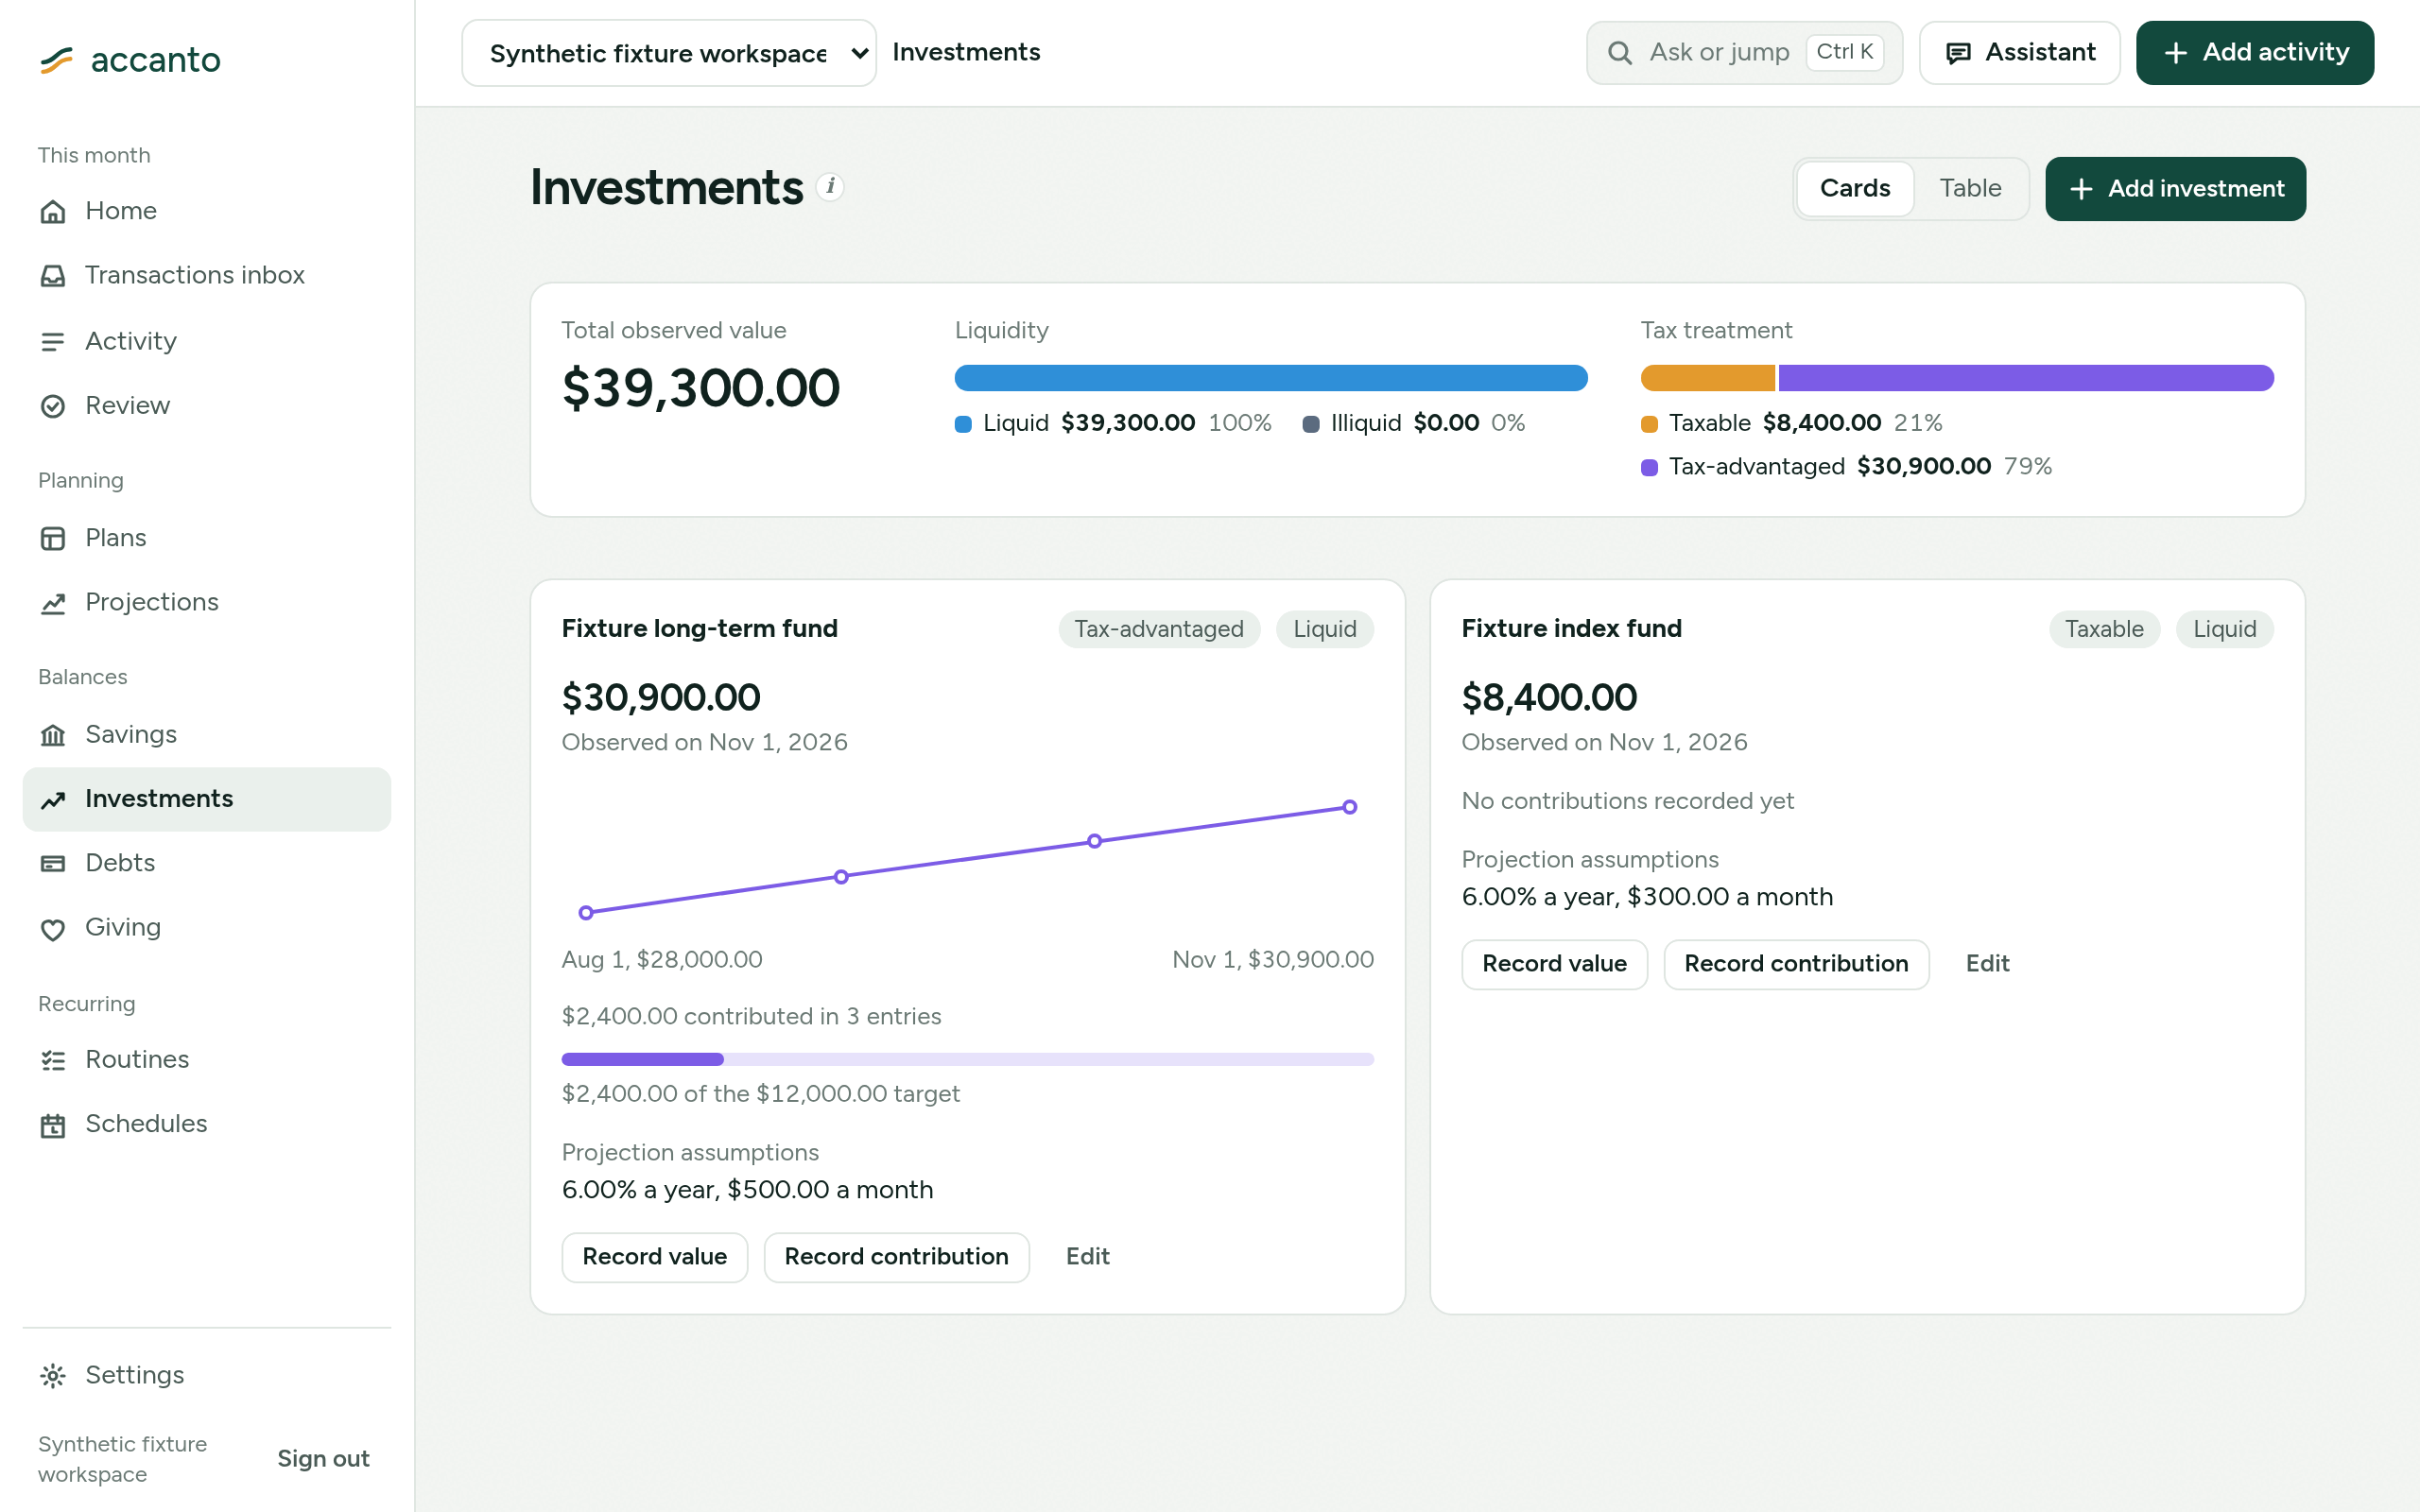 accanto
This month
Home
Transactions inbox
Activity
Review
Planning
Plans
Projections
Balances
Savings
Investments
Debts
Giving
Recurring
Routines
Schedules
Settings
Synthetic fixture
workspace
Sign out
Synthetic fixture workspace
Investments
Ask or jump
Ctrl K
Assistant
Add activity
Investments
i
Cards
Table
Add investment
Total observed value
$39,300.00
Liquidity
Liquid $39,300.00 100% Illiquid $0.00 0%
Tax treatment
Taxable $8,400.00 21%
Tax-advantaged $30,900.00 79%
Fixture long-term fund
Tax-advantaged
Liquid
$30,900.00
Observed on Nov 1, 2026
Aug 1, $28,000.00
Nov 1, $30,900.00
$2,400.00 contributed in 3 entries
$2,400.00 of the $12,000.00 target
Projection assumptions
6.00% a year, $500.00 a month
Record value
Record contribution
Edit
Fixture index fund
Taxable
Liquid
$8,400.00
Observed on Nov 1, 2026
No contributions recorded yet
Projection assumptions
6.00% a year, $300.00 a month
Record value
Record contribution
Edit